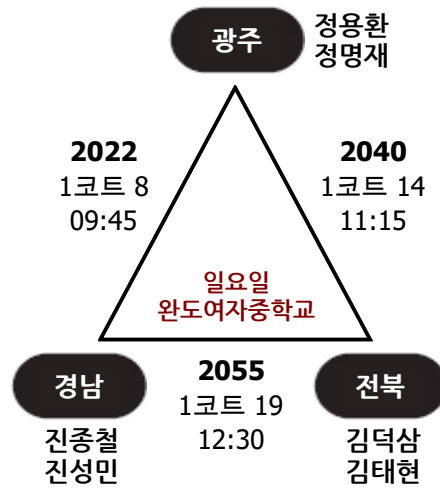 광주
정용환
정명재
2022
1코트 8
09:45
2040
1코트 14
11:15
일요일
완도여자중학교
경남
진종철
진성민
2055
1코트 19
12:30
전북
김덕삼
김태현